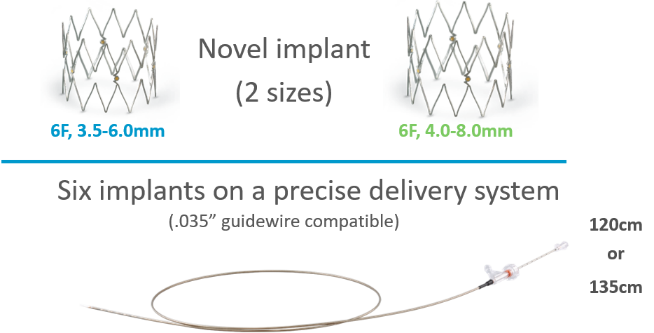 Novel implant
(2 sizes)
6F, 3.5-6.0mm
6F, 4.0-8.0mm
Six implants on a precise delivery system
(.035” guidewire compatible)
120cm
or
135cm